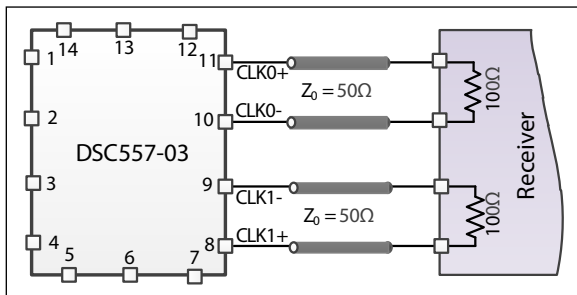 14
13
12
1
11
CLK0+
Z₀ = 50Ω
100Ω
2
10
CLK0-
DSC557-03
Receiver
3
9
CLK1-
Z₀ = 50Ω
100Ω
4
8
CLK1+
5
6
7